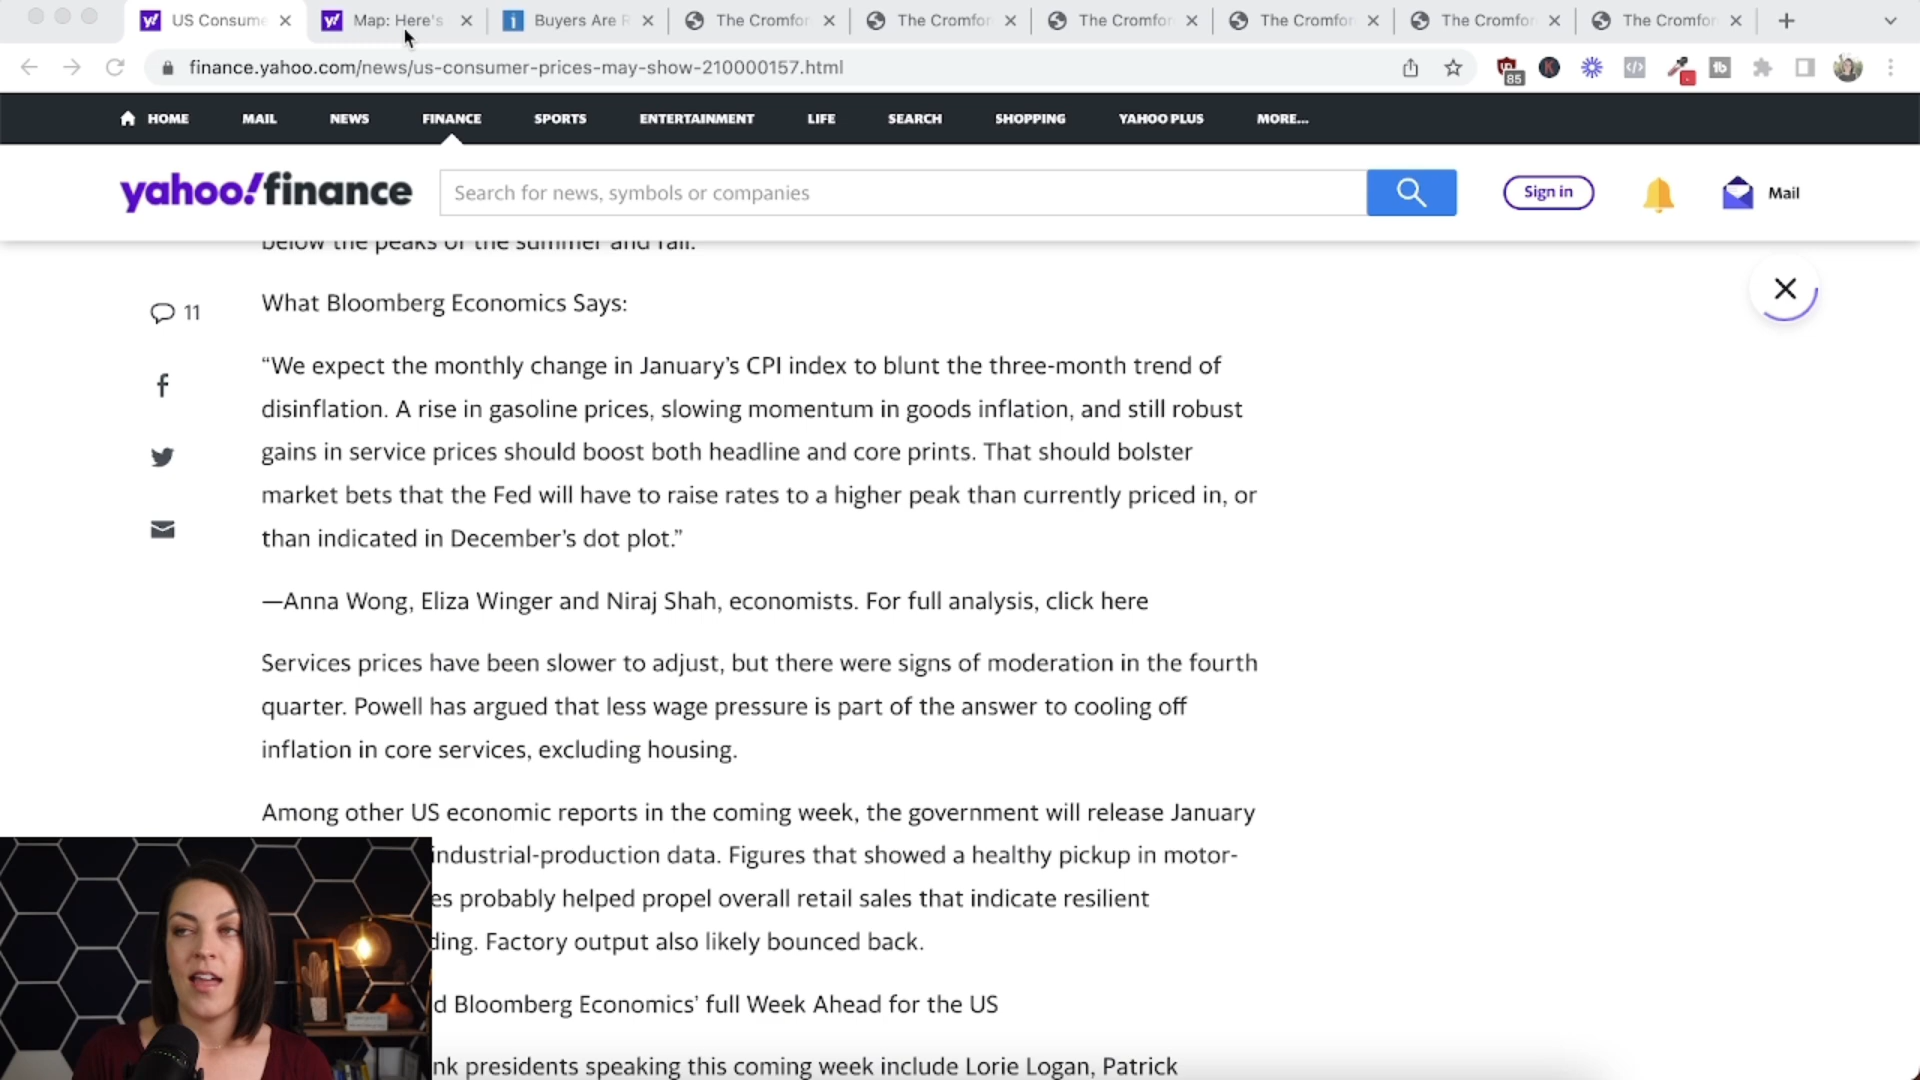 US Consume
Map: Here's
Buyers Are R
The Cromfor
The Cromfor
The Cromfor
The Cromfor
The Cromfor
The Cromfor
finance.yahoo.com/news/us-consumer-prices-may-show-210000157.html
85
HOME MAIL NEWS FINANCE SPORTS ENTERTAINMENT LIFE SEARCH SHOPPING YAHOO PLUS MORE...
yahoo!finance
Search for news, symbols or companies
Sign in
Mail
below the peaks of the summer and fall.
11
What Bloomberg Economics Says:
“We expect the monthly change in January’s CPI index to blunt the three-month trend of
disinflation. A rise in gasoline prices, slowing momentum in goods inflation, and still robust
gains in service prices should boost both headline and core prints. That should bolster
market bets that the Fed will have to raise rates to a higher peak than currently priced in, or
than indicated in December’s dot plot.”
—Anna Wong, Eliza Winger and Niraj Shah, economists. For full analysis, click here
Services prices have been slower to adjust, but there were signs of moderation in the fourth
quarter. Powell has argued that less wage pressure is part of the answer to cooling off
inflation in core services, excluding housing.
Among other US economic reports in the coming week, the government will release January
industrial-production data. Figures that showed a healthy pickup in motor-
es probably helped propel overall retail sales that indicate resilient
ding. Factory output also likely bounced back.
d Bloomberg Economics’ full Week Ahead for the US
nk presidents speaking this coming week include Lorie Logan, Patrick